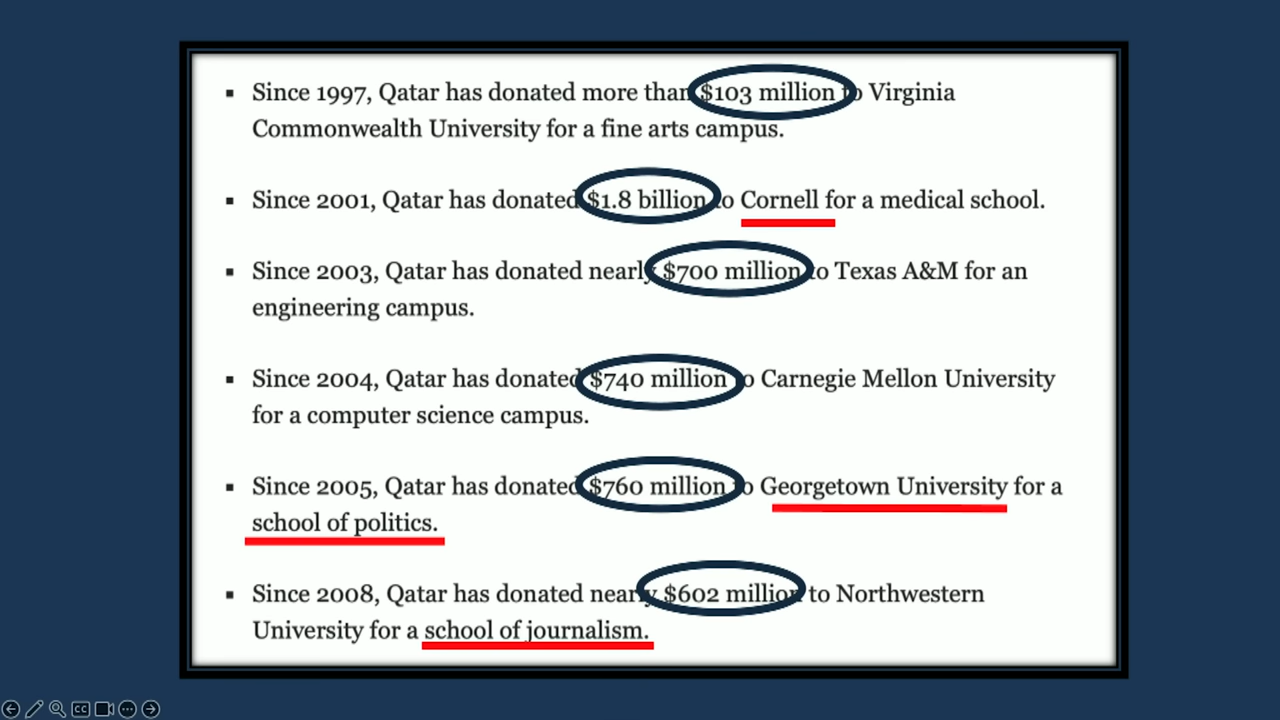 ▪ Since 1997, Qatar has donated more than $103 million to Virginia
Commonwealth University for a fine arts campus.
▪ Since 2001, Qatar has donated $1.8 billion to Cornell for a medical school.
▪ Since 2003, Qatar has donated nearly $700 million to Texas A&M for an
engineering campus.
▪ Since 2004, Qatar has donated $740 million to Carnegie Mellon University
for a computer science campus.
▪ Since 2005, Qatar has donated $760 million to Georgetown University for a
school of politics.
▪ Since 2008, Qatar has donated nearly $602 million to Northwestern
University for a school of journalism.
CC